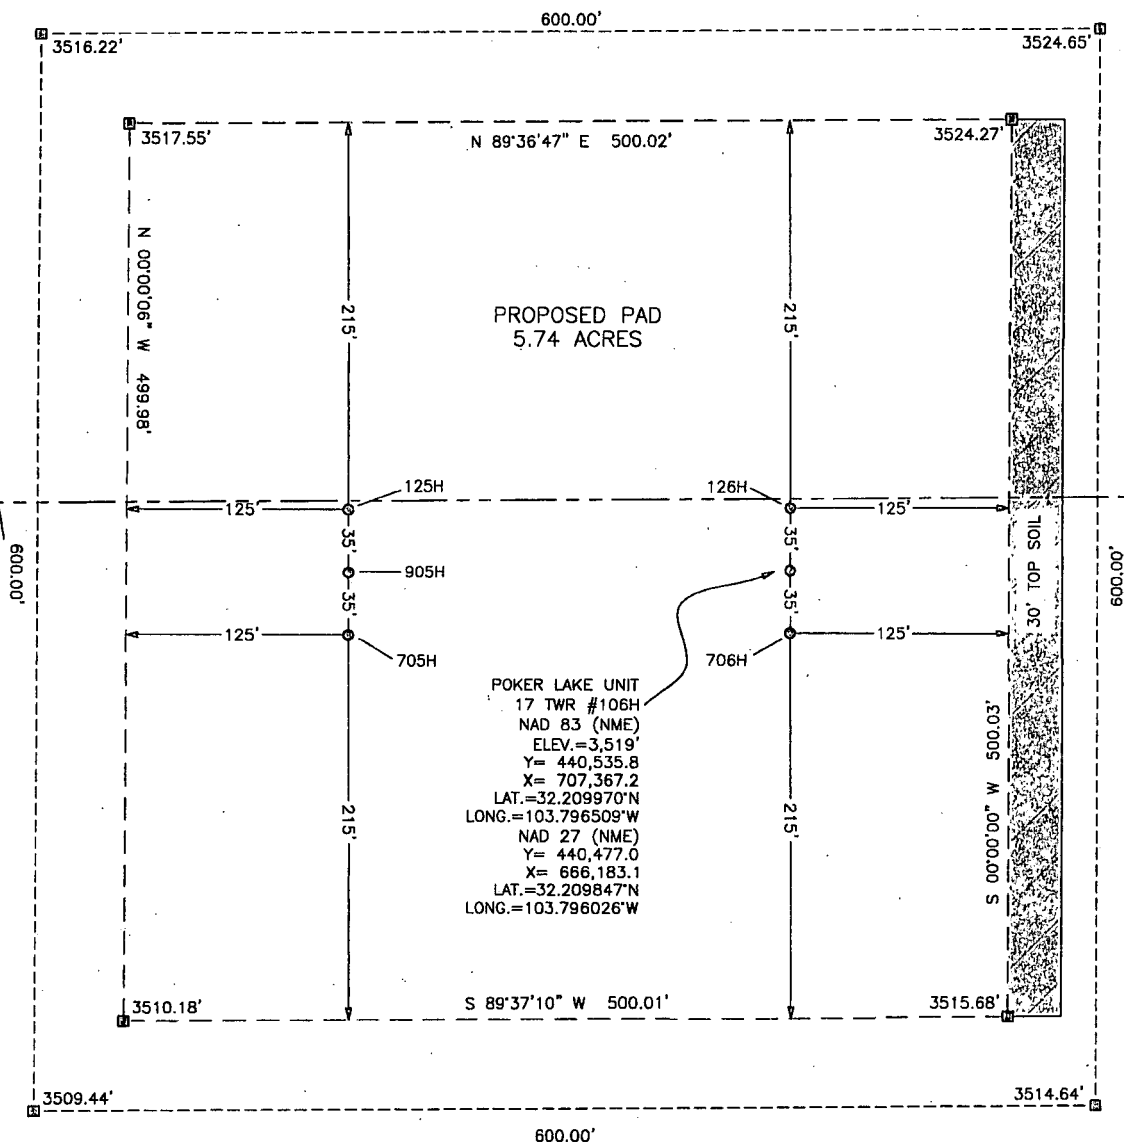 600.00'
3516.22'
3524.65'
3517.55'
N 89°36'47" E 500.02'
3524.27'
N 00°00'06" W 499.98'
215'
215'
PROPOSED PAD
5.74 ACRES
125H
126H
125'
125'
35'
35'
905H
35'
35'
125'
125'
705H
706H
600.00'
30' TOP SOIL
600.00'
POKER LAKE UNIT
17 TWR #106H
NAD 83 (NME)
ELEV.=3,519'
Y= 440,535.8
X= 707,367.2
LAT.=32.209970°N
LONG.=103.796509°W
NAD 27 (NME)
Y= 440,477.0
X= 666,183.1
LAT.=32.209847°N
LONG.=103.796026°W
215'
215'
S 00°00'00" W 500.03'
3510.18'
S 89°37'10" W 500.01'
3515.68'
3509.44'
3514.64'
600.00'